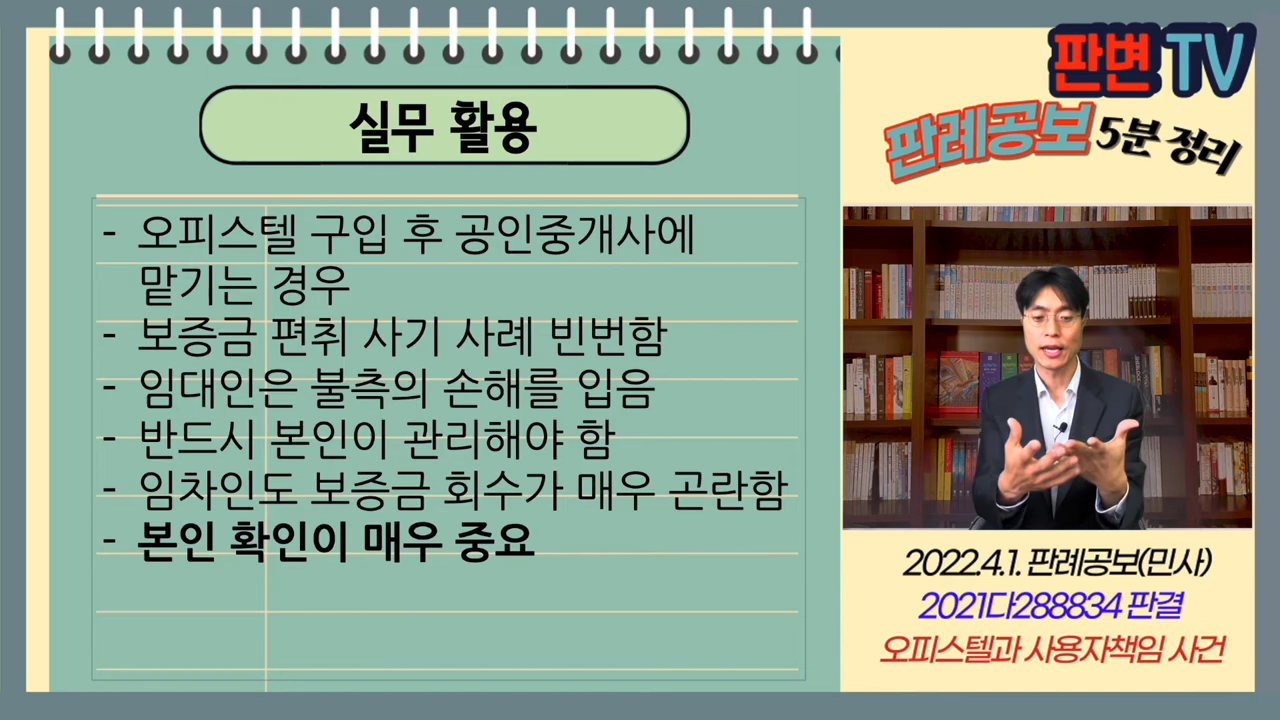 실무 활용
- 오피스텔 구입 후 공인중개사에
맡기는 경우
- 보증금 편취 사기 사례 빈번함
- 임대인은 불측의 손해를 입음
- 반드시 본인이 관리해야 함
- 임차인도 보증금 회수가 매우 곤란함
- 본인 확인이 매우 중요
판변 TV
판례공보 5분 정리
2022.4.1. 판례공보(민사)
2021다288834 판결
오피스텔과 사용자책임 사건